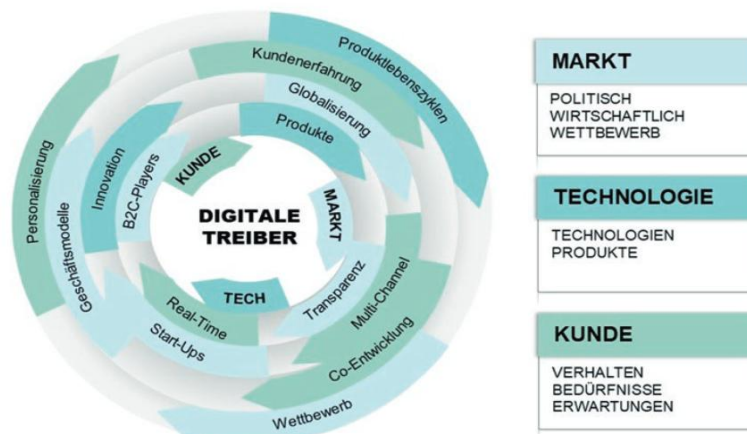 Produktlebenszyklen
Kundenerfahrung
Globalisierung
Produkte
Personalisierung
Innovation
Geschäftsmodelle
B2C-Players
KUNDE
DIGITALE
TREIBER
MARKT
TECH
Transparenz
Multi-Channel
Real-Time
Start-Ups
Co-Entwicklung
Wettbewerb
MARKT
POLITISCH
WIRTSCHAFTLICH
WETTBEWERB
TECHNOLOGIE
TECHNOLOGIEN
PRODUKTE
KUNDE
VERHALTEN
BEDÜRFNISSE
ERWARTUNGEN